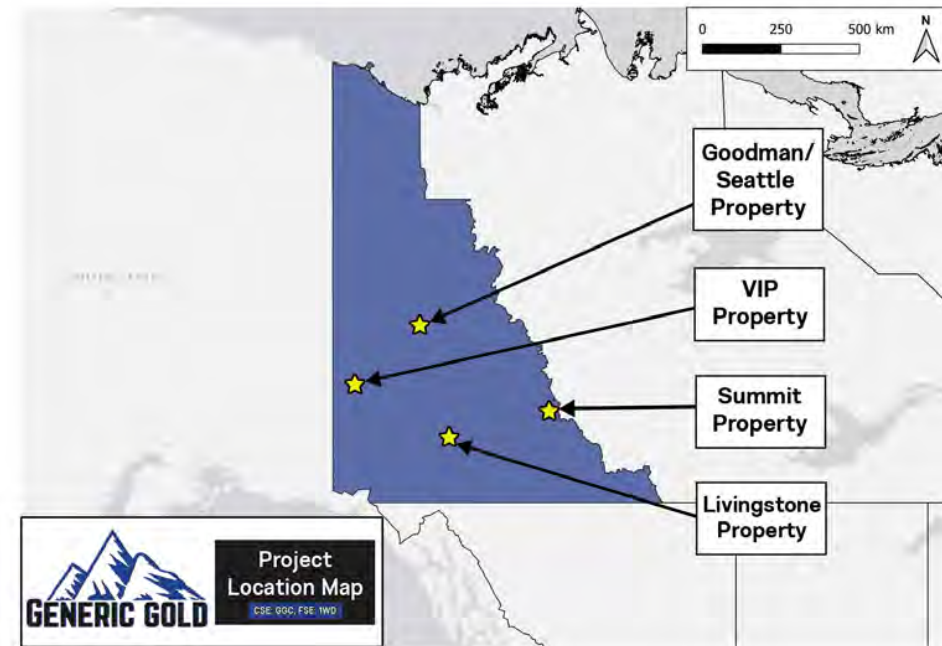 0 250 500 km
N
Goodman/
Seattle
Property
VIP
Property
Summit
Property
Livingstone
Property
GENERIC GOLD
Project
Location Map
CSE: GGC, FSE: 1WD